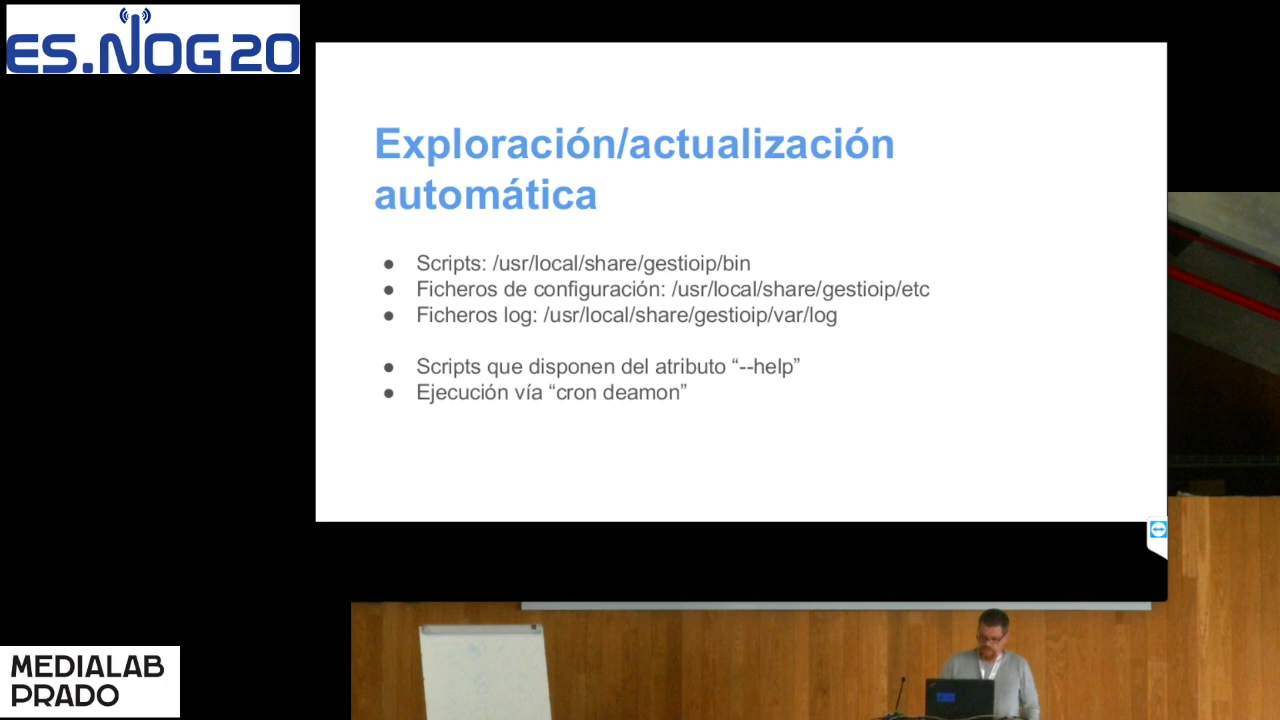 ES.NOG20
Exploración/actualización
automática
● Scripts: /usr/local/share/gestioip/bin
● Ficheros de configuración: /usr/local/share/gestioip/etc
● Ficheros log: /usr/local/share/gestioip/var/log
● Scripts que disponen del atributo “--help”
● Ejecución vía “cron deamon”
MEDIALAB
PRADO